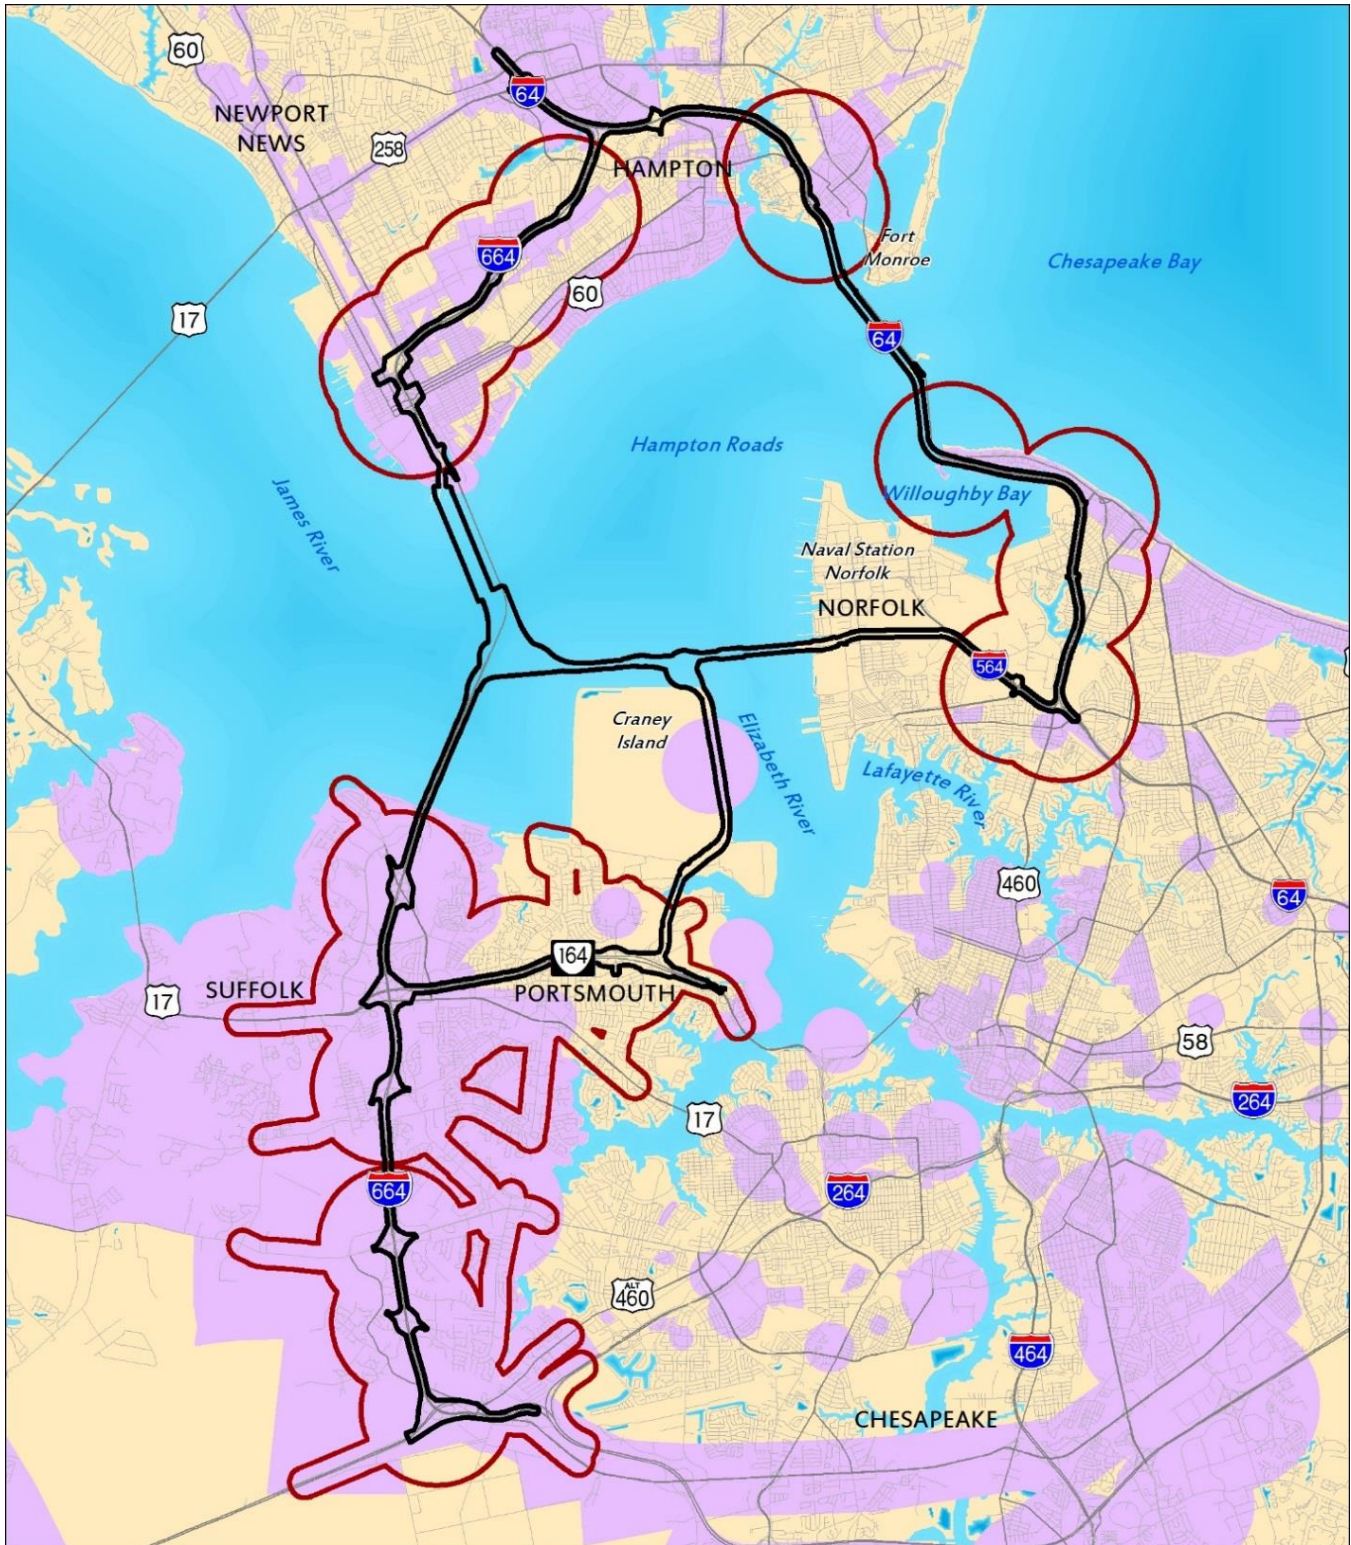 60
64
NEWPORT
NEWS
258
HAMPTON
Fort
Monroe
664
Chesapeake Bay
60
17
64
Hampton Roads
Willoughby Bay
James River
Naval Station
Norfolk
NORFOLK
564
Craney
Island
Elizabeth River
Lafayette River
460
64
164
SUFFOLK
PORTSMOUTH
17
58
264
17
664
264
ALT
460
464
CHESAPEAKE